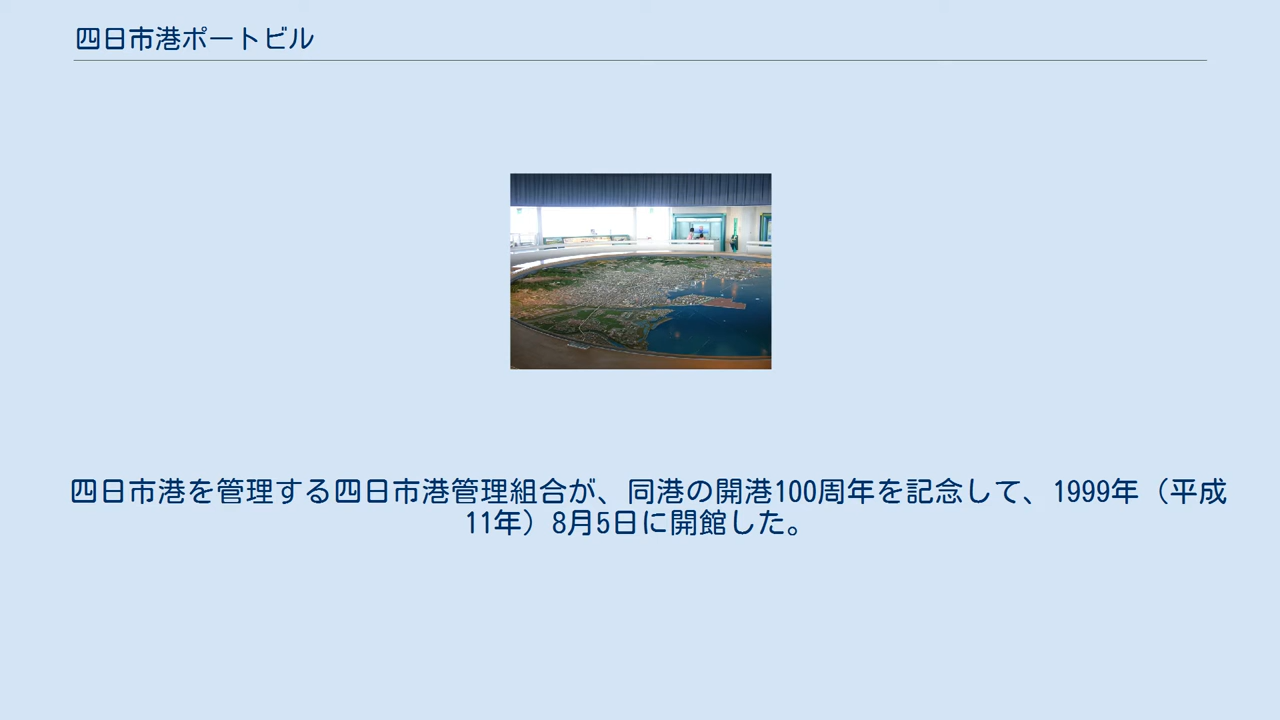 四日市港ポートビル
四日市港を管理する四日市港管理組合が、同港の開港100周年を記念して、1999年（平成
11年）8月5日に開館した。